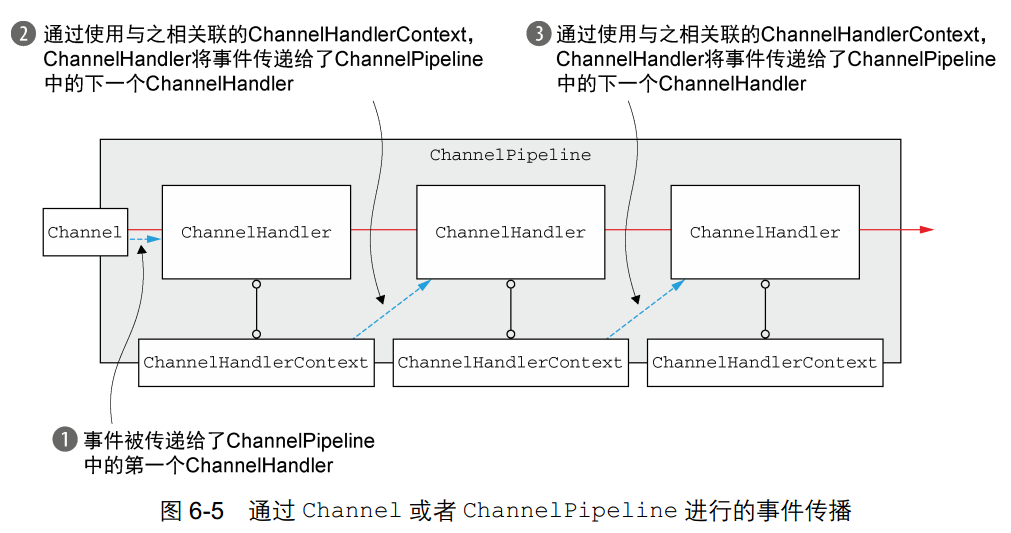 2 通过使用与之相关联的ChannelHandlerContext，
ChannelHandler将事件传递给了ChannelPipeline
中的下一个ChannelHandler
3 通过使用与之相关联的ChannelHandlerContext，
ChannelHandler将事件传递给了ChannelPipeline
中的下一个ChannelHandler
ChannelPipeline
Channel
ChannelHandler
ChannelHandler
ChannelHandler
ChannelHandlerContext
ChannelHandlerContext
ChannelHandlerContext
1 事件被传递给了ChannelPipeline
中的第一个ChannelHandler
图 6-5 通过 Channel 或者 ChannelPipeline 进行的事件传播